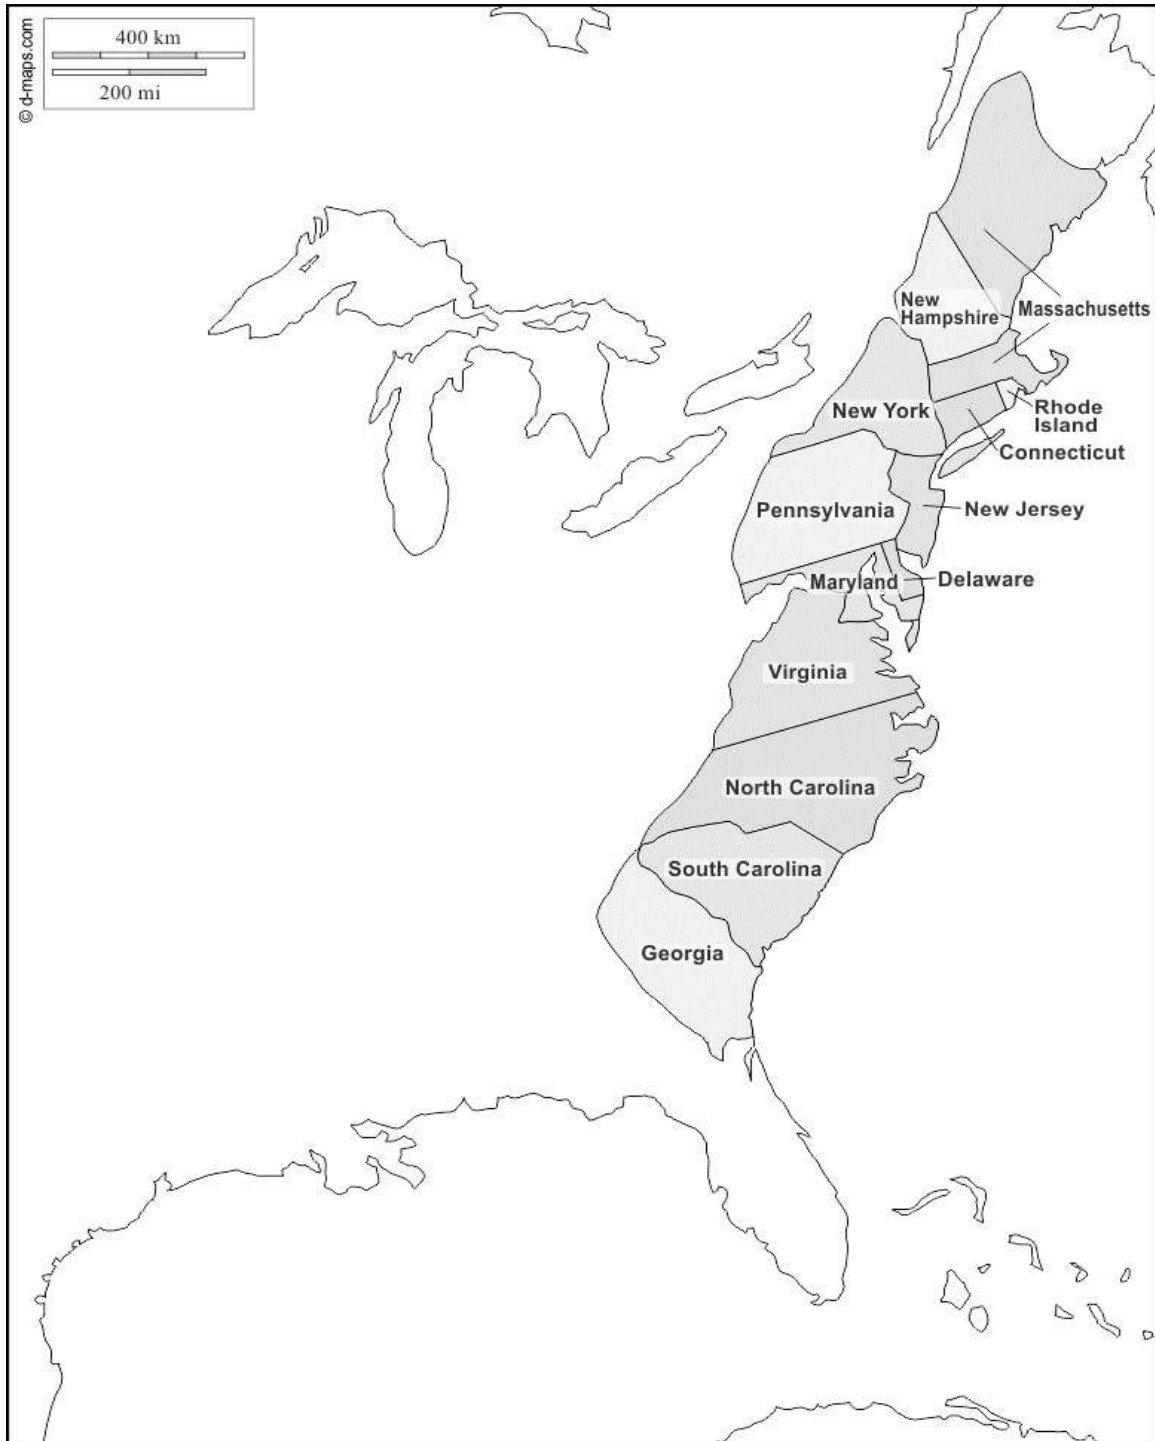 © d-maps.com
400 km
200 mi
New
Hampshire
Massachusetts
New York
Rhode
Island
Connecticut
Pennsylvania
New Jersey
Maryland
Delaware
Virginia
North Carolina
South Carolina
Georgia